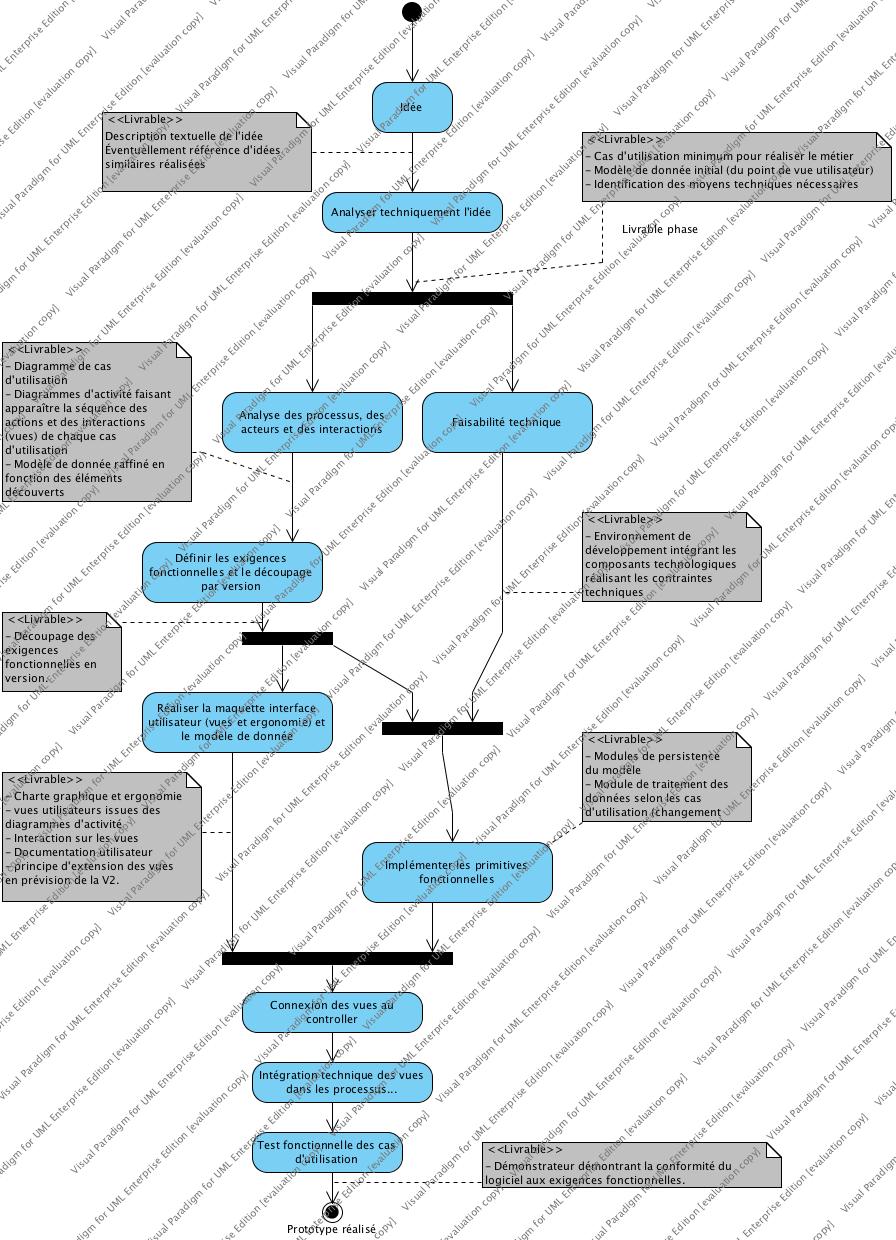 Idée
<<Livrable>>
Description textuelle de l'idée
Éventuellement référence d'idées
similaires réalisées
<<Livrable>>
– Cas d'utilisation minimum pour réaliser le métier
– Modèle de donnée initial (du point de vue utilisateur)
– Identification des moyens techniques nécessaires
Analyser techniquement l'idée
Livrable phase
<<Livrable>>
– Diagramme de cas
d'utilisation
– Diagrammes d'activité faisant
apparaître la séquence des
actions et des interactions
(vues) de chaque cas
d'utilisation
– Modèle de donnée raffiné en
fonction des éléments
découverts
Analyse des processus, des
acteurs et des interactions
Faisabilité technique
<<Livrable>>
– Environnement de
développement intégrant les
composants technologiques
réalisant les contraintes
techniques
Définir les exigences
fonctionnelles et le découpage
par version
<<Livrable>>
– Découpage des
exigences
fonctionnelles en
version.
Réaliser la maquette interface
utilisateur (vues et ergonomie) et
le modèle de donnée
<<Livrable>>
– Modules de persistence
du modèle
– Module de traitement des
données selon les cas
d'utilisation (changement
<<Livrable>>
– Charte graphique et ergonomie
– vues utilisateurs issues des
diagrammes d'activité
– Interaction sur les vues
– Documentation utilisateur
– principe d'extension des vues
en prévision de la V2.
Implémenter les primitives
fonctionnelles
Connexion des vues au
controller
Intégration technique des vues
dans les processus...
Test fonctionnelle des cas
d'utilisation
<<Livrable>>
– Démonstrateur démontrant la conformité du
logiciel aux exigences fonctionnelles.
Prototype réalisé
Visual Paradigm for UML Enterprise Edition [evaluation copy]